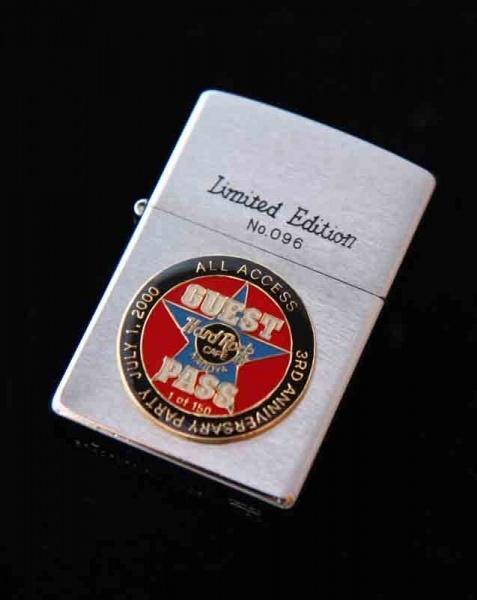 Limited Edition
No.096
ALL ACCESS
3RD ANNIVERSARY PARTY JULY 1, 2000
GUEST
Hard Rock
CAFE
PASS
1 of 150